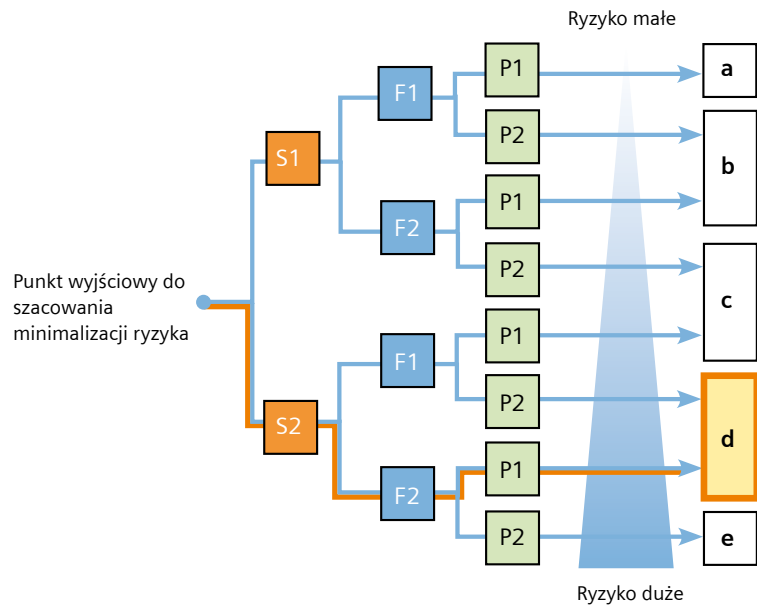 Ryzyko małe
P1
a
F1
P2
S1
b
P1
F2
P2
Punkt wyjściowy do
szacowania
minimalizacji ryzyka
c
P1
F1
P2
S2
d
P1
F2
P2
e
Ryzyko duże